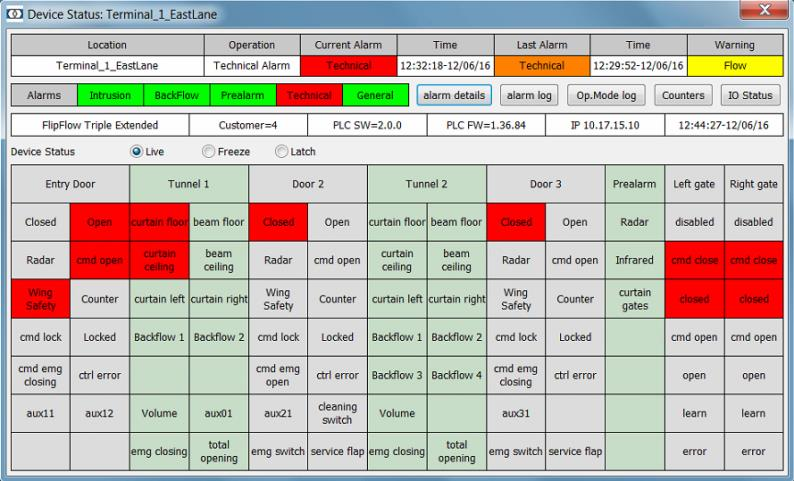 Device Status: Terminal_1_EastLane
Location Operation Current Alarm Time Last Alarm Time Warning
Terminal_1_EastLane Technical Alarm Technical 12:32:18-12/06/16 Technical 12:29:52-12/06/16 Flow
Alarms Intrusion BackFlow Prealarm Technical General alarm details alarm log Op.Mode log Counters IO Status
FlipFlow Triple Extended Customer=4 PLC SW=2.0.0 PLC FW=1.36.84 IP 10.17.15.10 12:44:27-12/06/16
Device Status Live Freeze Latch
Entry Door Tunnel 1 Door 2 Tunnel 2 Door 3 Prealarm Left gate Right gate
Closed Open curtain floor beam floor Closed Open curtain floor beam floor Closed Open Radar disabled disabled
Radar cmd open curtain ceiling beam ceiling Radar cmd open curtain ceiling beam ceiling Radar cmd open Infrared cmd close cmd close
Wing Safety Counter curtain left curtain right Wing Safety Counter curtain left curtain right Wing Safety Counter curtain gates closed closed
cmd lock Locked Backflow 1 Backflow 2 cmd lock Locked Backflow 1 Backflow 2 cmd lock Locked cmd open cmd open
cmd emg closing ctrl error cmd emg open ctrl error Backflow 3 Backflow 4 cmd emg closing ctrl error open open
aux11 aux12 Volume aux01 aux21 cleaning switch Volume aux31 learn learn
emg closing total opening emg switch service flap emg closing total opening emg switch service flap error error